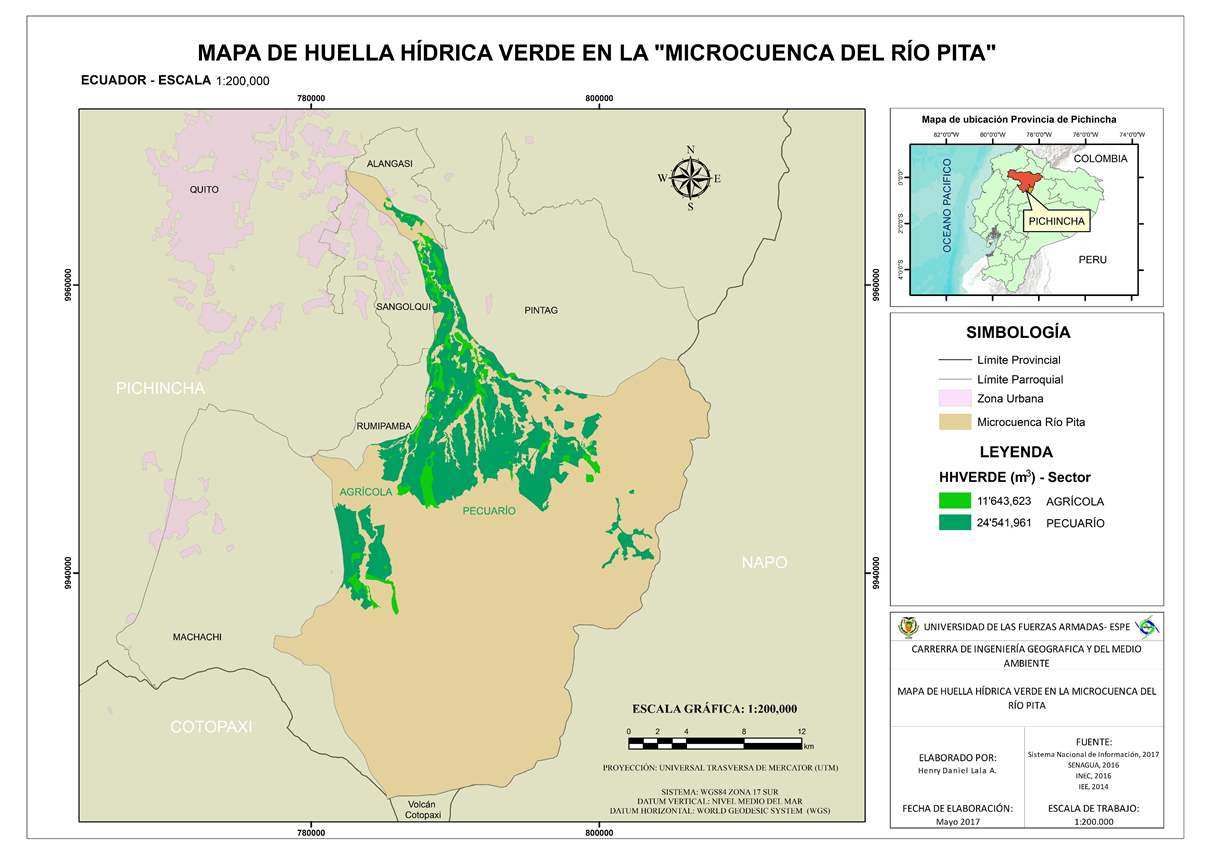 MAPA DE HUELLA HÍDRICA VERDE EN LA "MICROCUENCA DEL RÍO PITA"
ECUADOR - ESCALA 1:200,000
780000
800000
ALANGASI
QUITO
N
W
E
S
9960000
9960000
SANGOLQUI
PINTAG
PICHINCHA
RUMIPAMBA
AGRÍCOLA
PECUARÍO
NAPO
9940000
9940000
MACHACHI
COTOPAXI
Volcán
Cotopaxi
ESCALA GRÁFICA: 1:200,000
0 2 4 8 12
km
PROYECCIÓN: UNIVERSAL TRASVERSA DE MERCATOR (UTM)
SISTEMA: WGS84 ZONA 17 SUR
DATUM VERTICAL: NIVEL MEDIO DEL MAR
DATUM HORIZONTAL: WORLD GEODESIC SYSTEM (WGS)
780000
800000
Mapa de ubicación Provincia de Pichincha
82°0'0"W 80°0'0"W 78°0'0"W 76°0'0"W 74°0'0"W
0°0'0"
2°0'0"S
4°0'0"S
OCEANO PACIFICO
COLOMBIA
PICHINCHA
PERU
SIMBOLOGÍA
Límite Provincial
Límite Parroquial
Zona Urbana
Microcuenca Río Pita
LEYENDA
HHVERDE (m3) - Sector
11'643,623 AGRÍCOLA
24'541,961 PECUARÍO
UNIVERSIDAD DE LAS FUERZAS ARMADAS- ESPE
CARRERRA DE INGENIERÍA GEOGRAFICA Y DEL MEDIO
AMBIENTE
MAPA DE HUELLA HÍDRICA VERDE EN LA MICROCUENCA DEL
RÍO PITA
ELABORADO POR:
Henry Daniel Lala A.
FUENTE:
Sistema Nacional de Información, 2017
SENAGUA, 2016
INEC, 2016
IEE, 2014
FECHA DE ELABORACIÓN:
Mayo 2017
ESCALA DE TRABAJO:
1:200.000